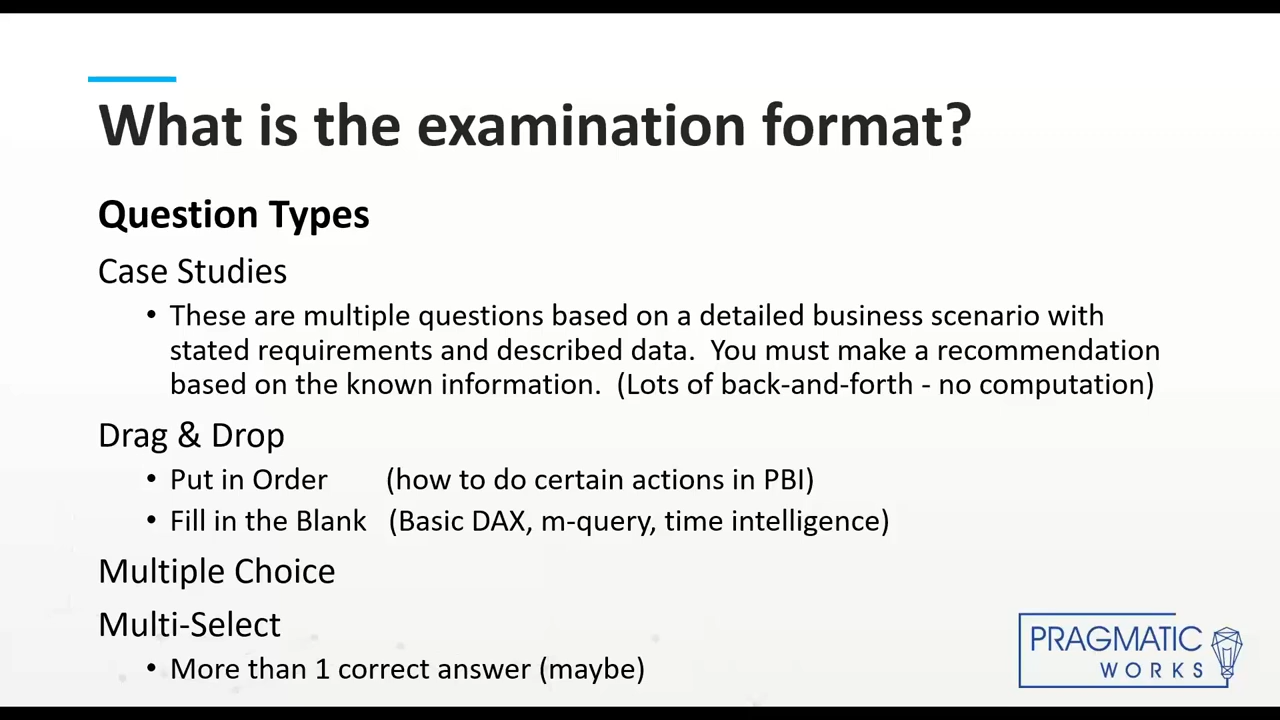 What is the examination format?
Question Types
Case Studies
• These are multiple questions based on a detailed business scenario with
stated requirements and described data.  You must make a recommendation
based on the known information.  (Lots of back-and-forth - no computation)
Drag & Drop
• Put in Order (how to do certain actions in PBI)
• Fill in the Blank (Basic DAX, m-query, time intelligence)
Multiple Choice
Multi-Select
• More than 1 correct answer (maybe)
PRAGMATIC
WORKS